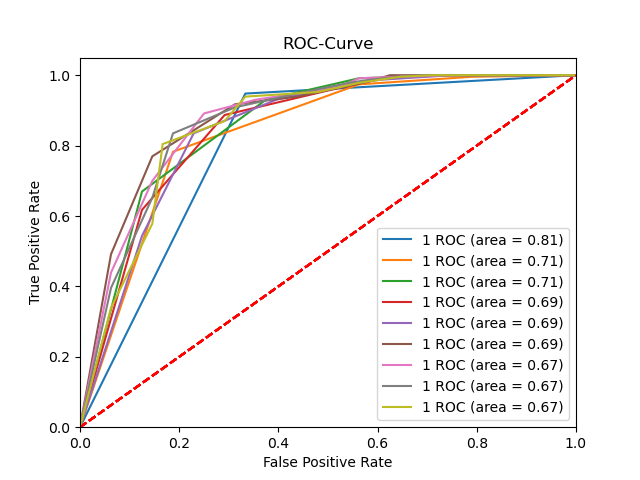 ROC-Curve
True Positive Rate
1.0
0.8
0.6
0.4
0.2
0.0
1 ROC (area = 0.81)
1 ROC (area = 0.71)
1 ROC (area = 0.71)
1 ROC (area = 0.69)
1 ROC (area = 0.69)
1 ROC (area = 0.69)
1 ROC (area = 0.67)
1 ROC (area = 0.67)
1 ROC (area = 0.67)
0.0 0.2 0.4 0.6 0.8 1.0
False Positive Rate